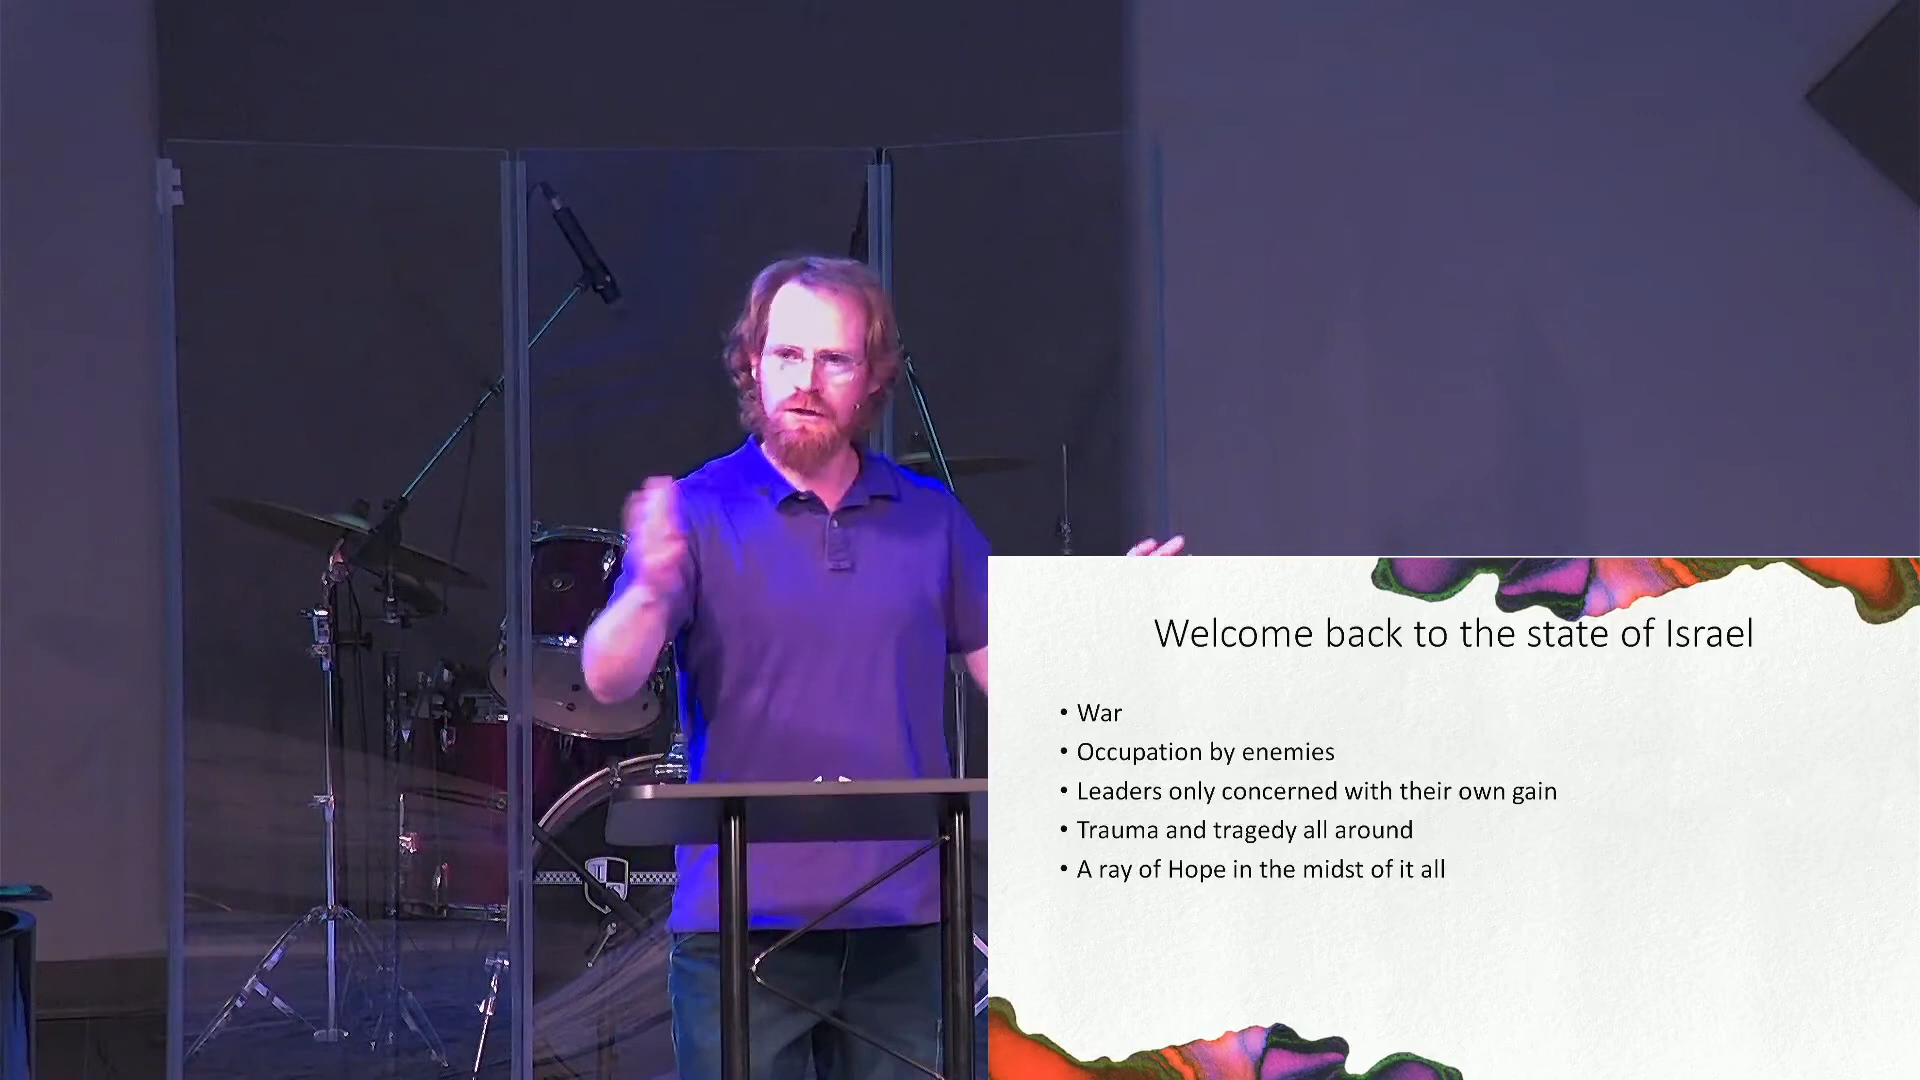 Welcome back to the state of Israel
• War
• Occupation by enemies
• Leaders only concerned with their own gain
• Trauma and tragedy all around
• A ray of Hope in the midst of it all